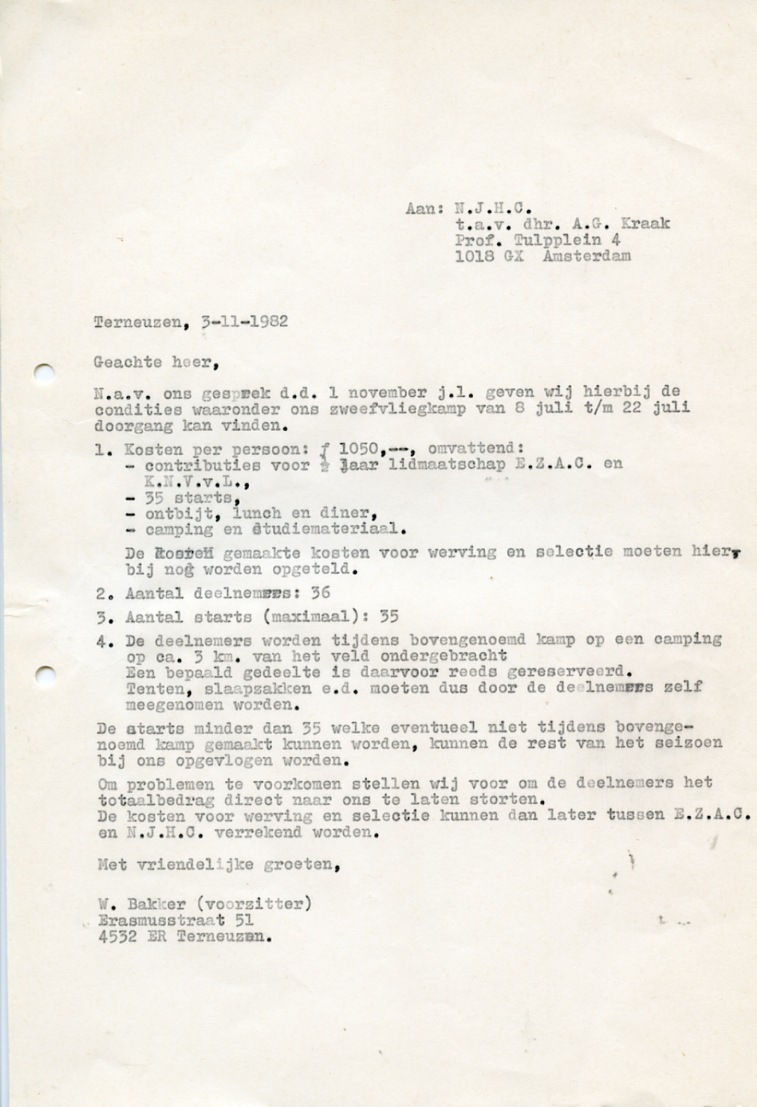 Aan: N.J.H.C.
t.a.v. dhr. A.G. Kraak
Prof. Tulpplein 4
1018 GX Amsterdam
Terneuzen, 3-11-1982
Geachte heer,
N.a.v. ons gesprek d.d. 1 november j.l. geven wij hierbij de
condities waaronder ons zweefvliegkamp van 8 juli t/m 22 juli
doorgang kan vinden.
1. Kosten per persoon: ƒ 1050,--, omvattend:
- contributies voor ½ jaar lidmaatschap E.Z.A.C. en
K.N.V.v.L.,
- 35 starts,
- ontbijt, lunch en diner,
- camping en studiemateriaal.
De gemaakte kosten voor werving en selectie moeten hier-
bij nog worden opgeteld.
2. Aantal deelnemers: 36
3. Aantal starts (maximaal): 35
4. De deelnemers worden tijdens bovengenoemd kamp op een camping
op ca. 3 km. van het veld ondergebracht
Een bepaald gedeelte is daarvoor reeds gereserveerd.
Tenten, slaapzakken e.d. moeten dus door de deelnemers zelf
meegenomen worden.
De starts minder dan 35 welke eventueel niet tijdens bovenge-
noemd kamp gemaakt kunnen worden, kunnen de rest van het seizoen
bij ons opgevlogen worden.
Om problemen te voorkomen stellen wij voor om de deelnemers het
totaalbedrag direct naar ons te laten storten.
De kosten voor werving en selectie kunnen dan later tussen E.Z.A.C.
en N.J.H.C. verrekend worden.
Met vriendelijke groeten,
W. Bakker (voorzitter)
Erasmusstraat 51
4532 ER Terneuzen.